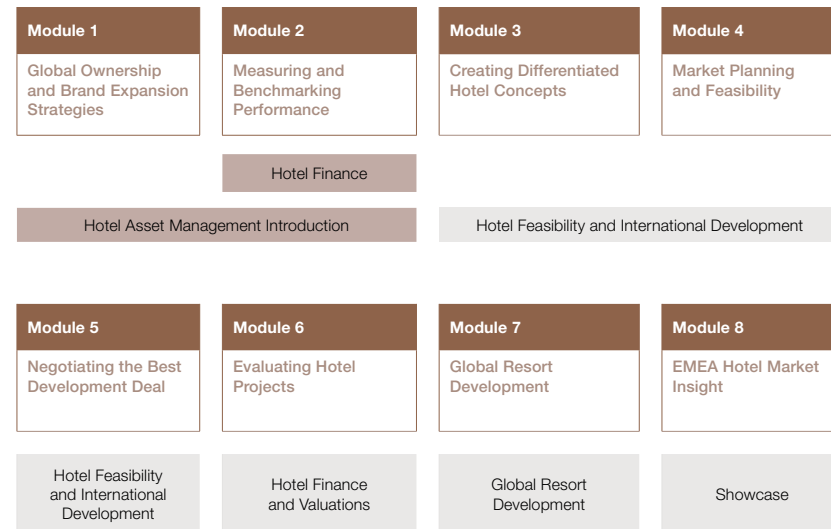 Module 1
Global Ownership
and Brand Expansion
Strategies
Module 2
Measuring and
Benchmarking
Performance
Module 3
Creating Differentiated
Hotel Concepts
Module 4
Market Planning
and Feasibility
Hotel Finance
Hotel Asset Management Introduction
Hotel Feasibility and International Development
Module 5
Negotiating the Best
Development Deal
Module 6
Evaluating Hotel
Projects
Module 7
Global Resort
Development
Module 8
EMEA Hotel Market
Insight
Hotel Feasibility
and International
Development
Hotel Finance
and Valuations
Global Resort
Development
Showcase